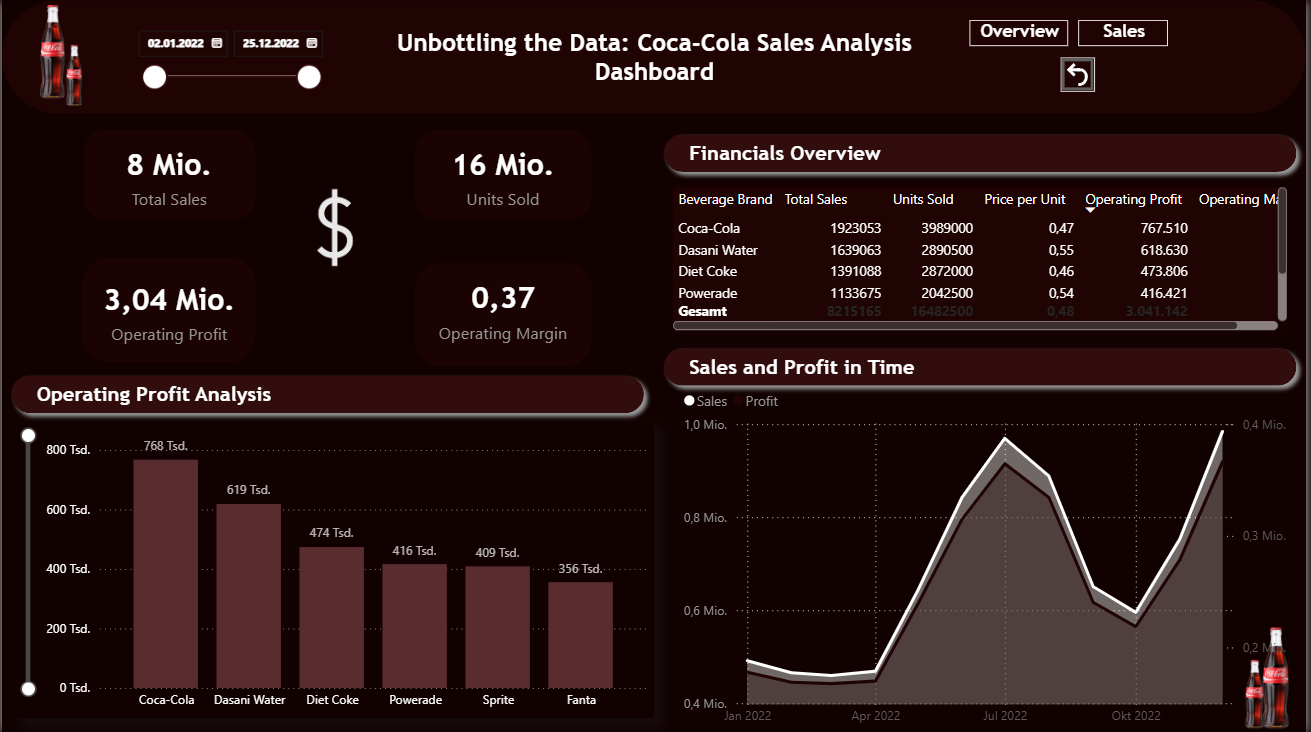 02.01.2022
25.12.2022
Unbottling the Data: Coca-Cola Sales Analysis
Dashboard
Overview
Sales
8 Mio.
Total Sales
16 Mio.
Units Sold
3,04 Mio.
Operating Profit
0,37
Operating Margin
Financials Overview
Beverage Brand Total Sales Units Sold Price per Unit Operating Profit Operating Ma
Coca-Cola 1923053 3989000 0,47 767.510
Dasani Water 1639063 2890500 0,55 618.630
Diet Coke 1391088 2872000 0,46 473.806
Powerade 1133675 2042500 0,54 416.421
Gesamt 8215165 16482500 0,48 3.041.142
Operating Profit Analysis
800 Tsd.
600 Tsd.
400 Tsd.
200 Tsd.
0 Tsd.
768 Tsd.
619 Tsd.
474 Tsd.
416 Tsd.
409 Tsd.
356 Tsd.
Coca-Cola Dasani Water Diet Coke Powerade Sprite Fanta
Sales and Profit in Time
Sales Profit
1,0 Mio.
0,8 Mio.
0,6 Mio.
0,4 Mio.
0,4 Mio.
0,3 Mio.
0,2
Jan 2022 Apr 2022 Jul 2022 Okt 2022